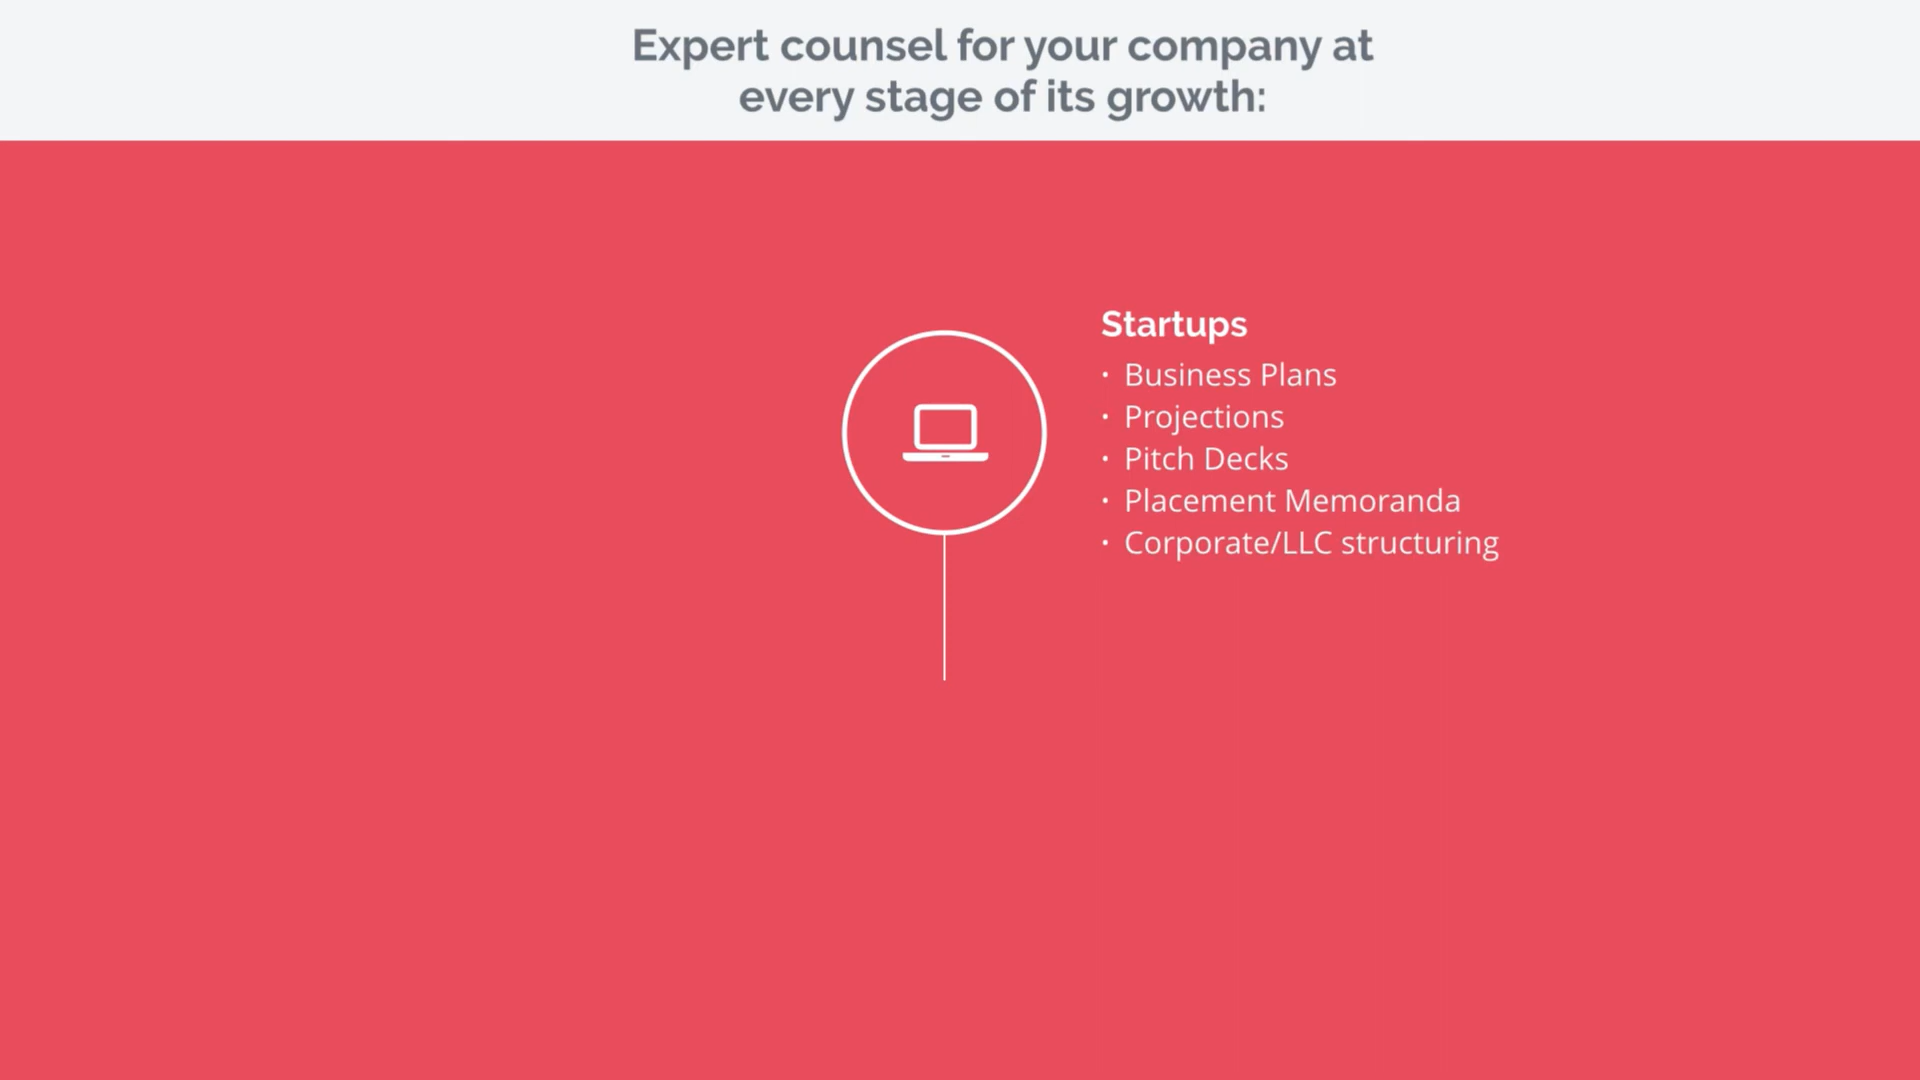 Expert counsel for your company at
every stage of its growth:
Startups
· Business Plans
· Projections
· Pitch Decks
· Placement Memoranda
· Corporate/LLC structuring